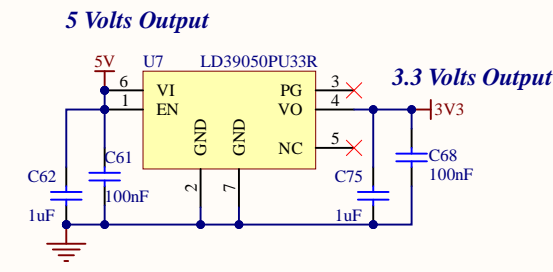 5 Volts Output
5V
U7 LD39050PU33R
3.3 Volts Output
6 VI PG 3
1 EN VO 4
3V3
GND GND NC 5
C61
C62 100nF
1uF
2 7
C75 C68
1uF 100nF